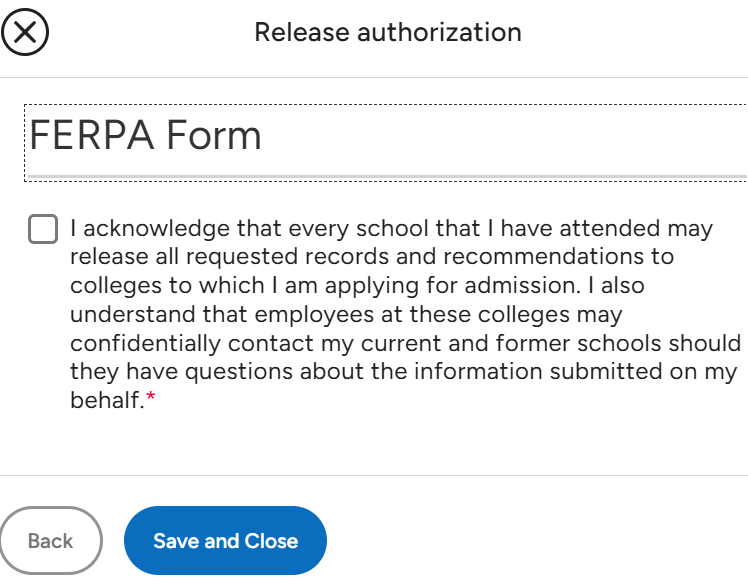 Release authorization
FERPA Form
I acknowledge that every school that I have attended may
release all requested records and recommendations to
colleges to which I am applying for admission. I also
understand that employees at these colleges may
confidentially contact my current and former schools should
they have questions about the information submitted on my
behalf.*
Back
Save and Close